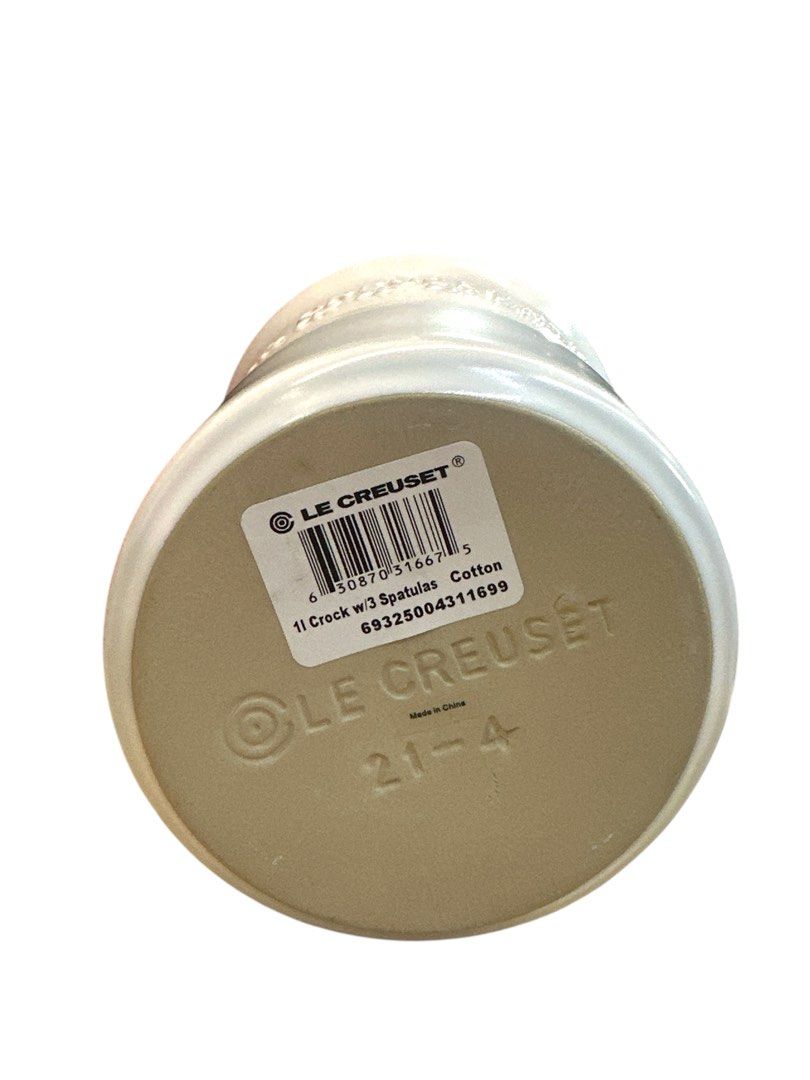 LE CREUSET®
6 30870 31667 5
1l Crock w/3 Spatulas Cotton
69325004311699
LE CREUSET
Made in China
21-4